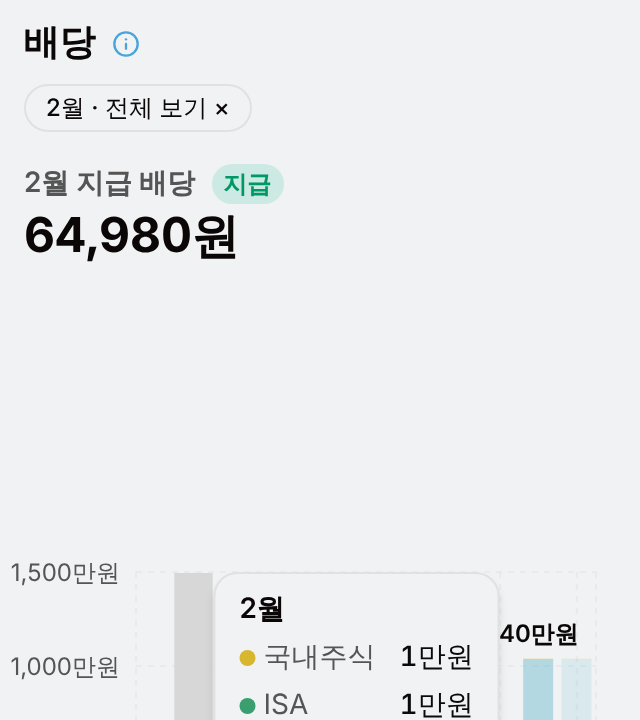 배당
2월 · 전체 보기 ×
2월 지급 배당 지급
64,980원
1,500만원
2월
40만원
국내주식 1만원
1,000만원
ISA 1만원